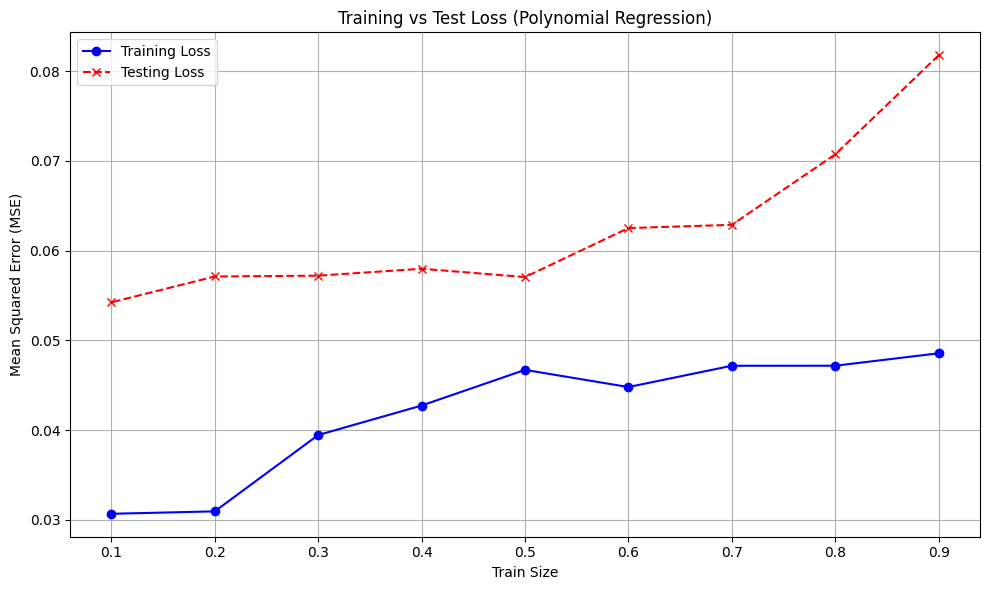 Training vs Test Loss (Polynomial Regression)
Training Loss
Testing Loss
Mean Squared Error (MSE)
0.08
0.07
0.06
0.05
0.04
0.03
0.1 0.2 0.3 0.4 0.5 0.6 0.7 0.8 0.9
Train Size